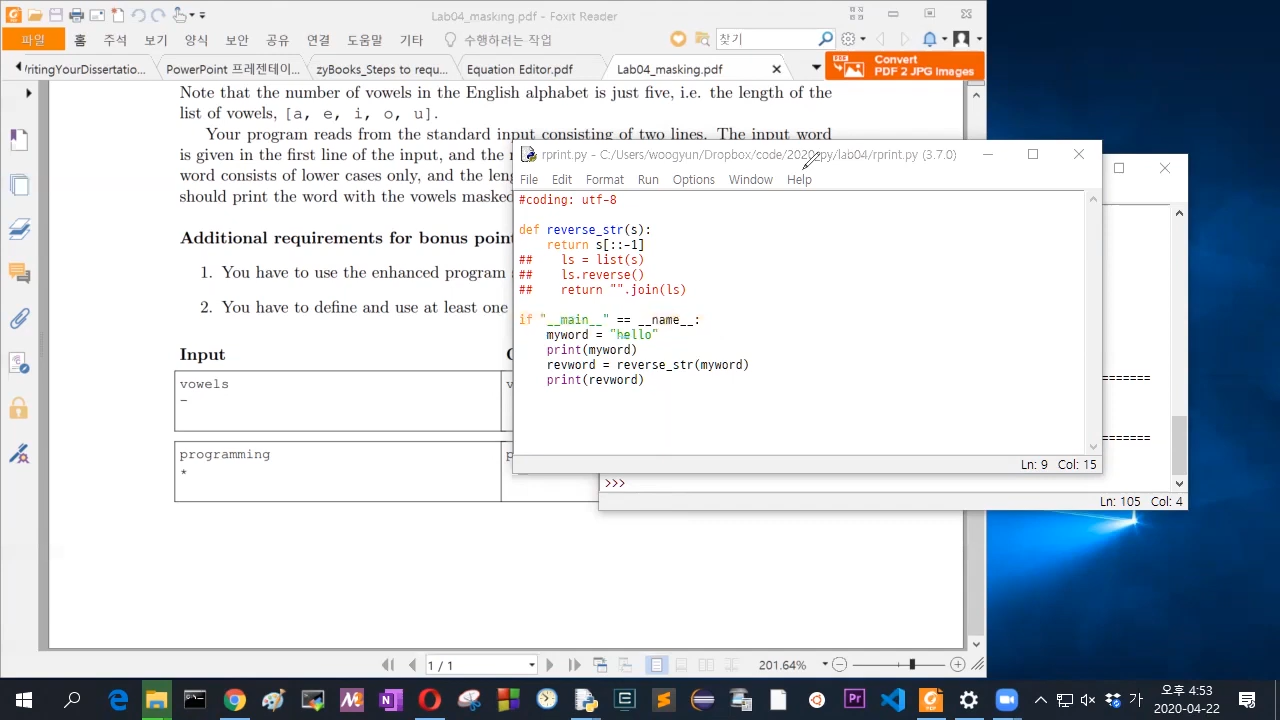 Lab04_masking.pdf - Foxit Reader
파일 홈 주석 보기 양식 보안 공유 연결 도움말 기타 수행하려는 작업 찾기
ritingYourDissertatio... PowerPoint 프레젠테이... zyBooks_Steps to requ... Equation Editor.pdf Lab04_masking.pdf
Convert
PDF 2 JPG Images
Note that the number of vowels in the English alphabet is just five, i.e. the length of the
list of vowels, [a, e, i, o, u].
Your program reads from the standard input consisting of two lines. The input word
is given in the first line of the input, and the
word consists of lower cases only, and the
should print the word with the vowels masked
Additional requirements for bonus
1. You have to use the enhanced program
2. You have to define and use at least one
Input
vowels
-
programming
*
rprint.py - C:/Users/woogyun/Dropbox/code/2020_py/lab04/rprint.py (3.7.0)
File Edit Format Run Options Window Help
#coding: utf-8
def reverse_str(s):
    return s[::-1]
##    ls = list(s)
##    ls.reverse()
##    return "".join(ls)
if "__main__" == __name__:
    myword = "hello"
    print(myword)
    revword = reverse_str(myword)
    print(revword)
Ln: 9 Col: 15
=======
=======
>>>
Ln: 105 Col: 4
1 / 1
201.64%
가
오후 4:53
2020-04-22